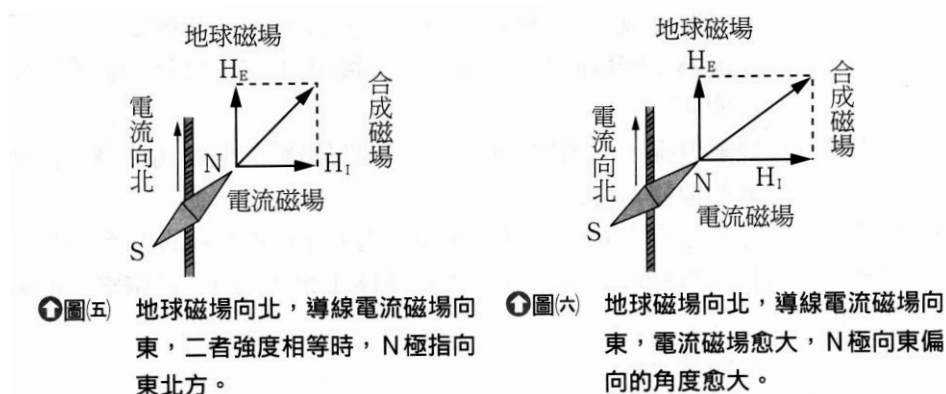 地球磁場
H_E
電流向北
合成磁場
N
H_I
電流磁場
S
圖㈤ 地球磁場向北，導線電流磁場向
東，二者強度相等時，N極指向
東北方。
地球磁場
H_E
電流向北
合成磁場
N
H_I
電流磁場
S
圖㈥ 地球磁場向北，導線電流磁場向
東，電流磁場愈大，N極向東偏
向的角度愈大。